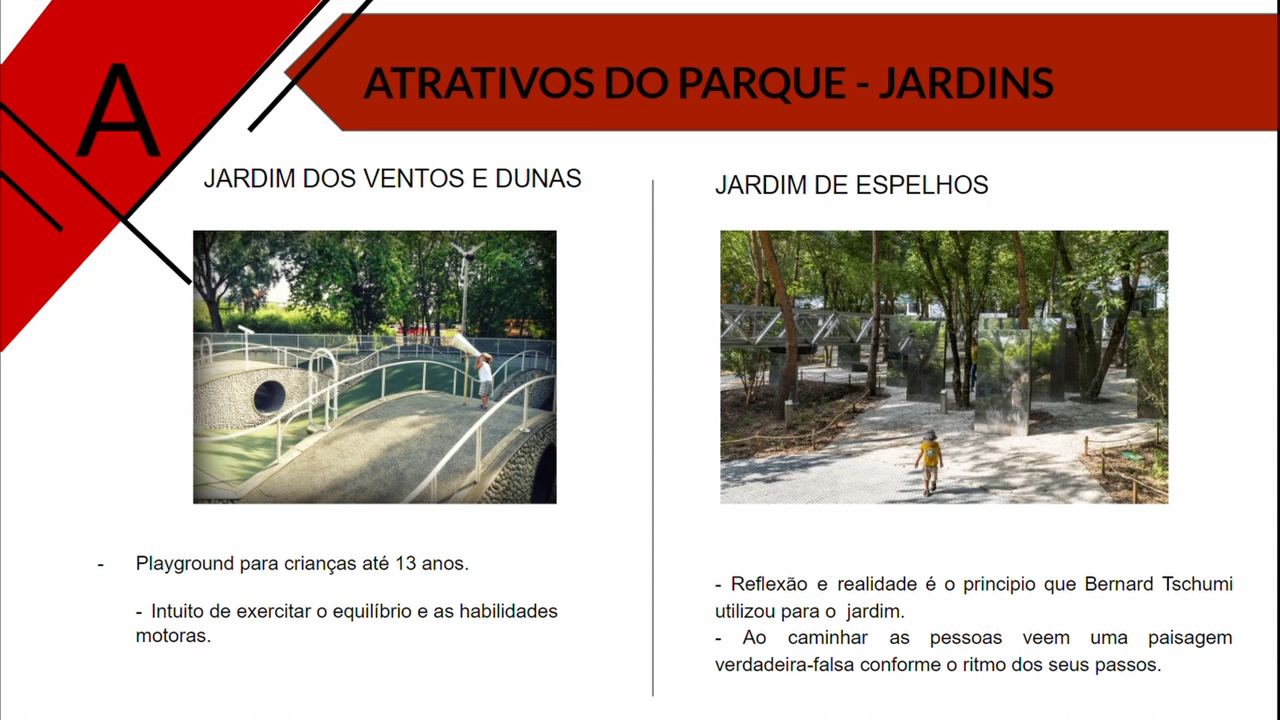 A
ATRATIVOS DO PARQUE - JARDINS
JARDIM DOS VENTOS E DUNAS
- Playground para crianças até 13 anos.
- Intuito de exercitar o equilíbrio e as habilidades
motoras.
JARDIM DE ESPELHOS
- Reflexão e realidade é o principio que Bernard Tschumi
utilizou para o jardim.
- Ao caminhar as pessoas veem uma paisagem
verdadeira-falsa conforme o ritmo dos seus passos.